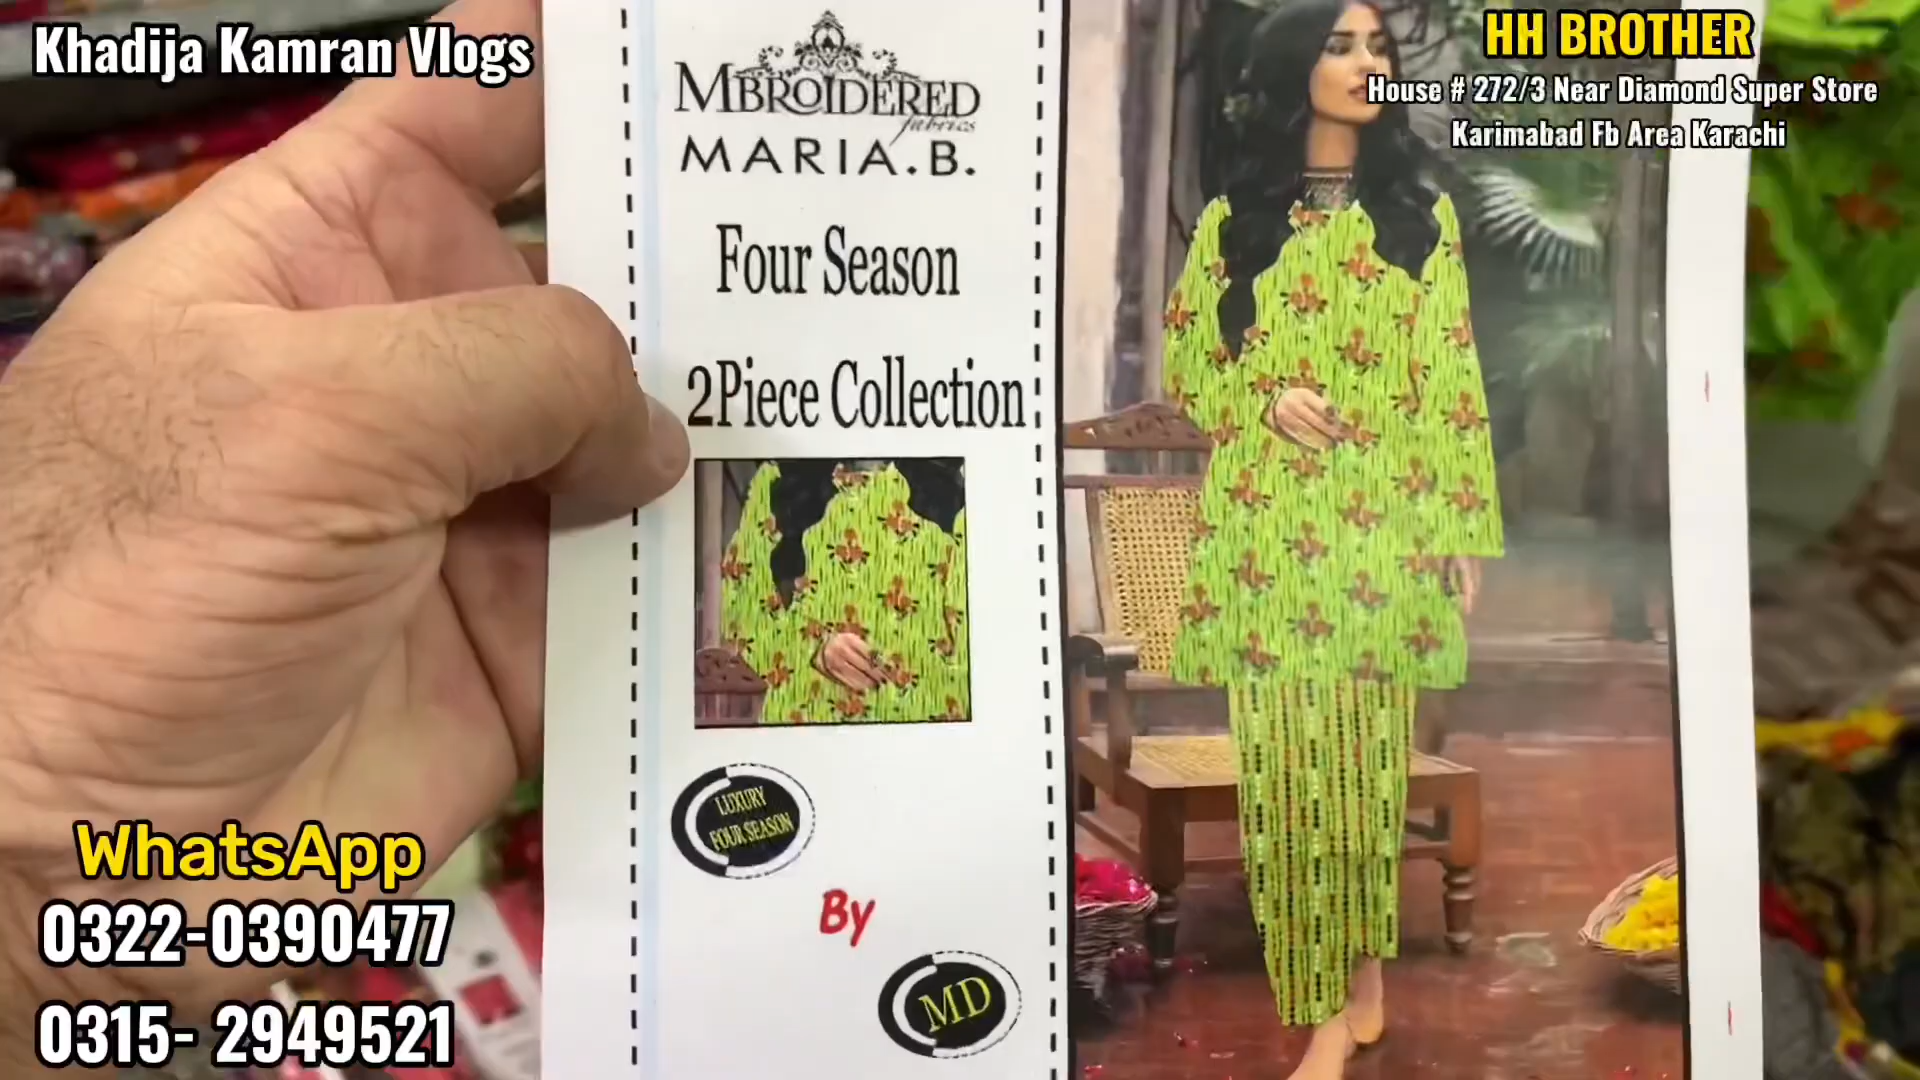 Khadija Kamran Vlogs
HH BROTHER
House # 272/3 Near Diamond Super Store
Karimabad Fb Area Karachi
MBROIDERED
fabrics
MARIA.B.
Four Season
2Piece Collection
LUXURY
FOUR SEASON
By
MD
WhatsApp
0322-0390477
0315- 2949521